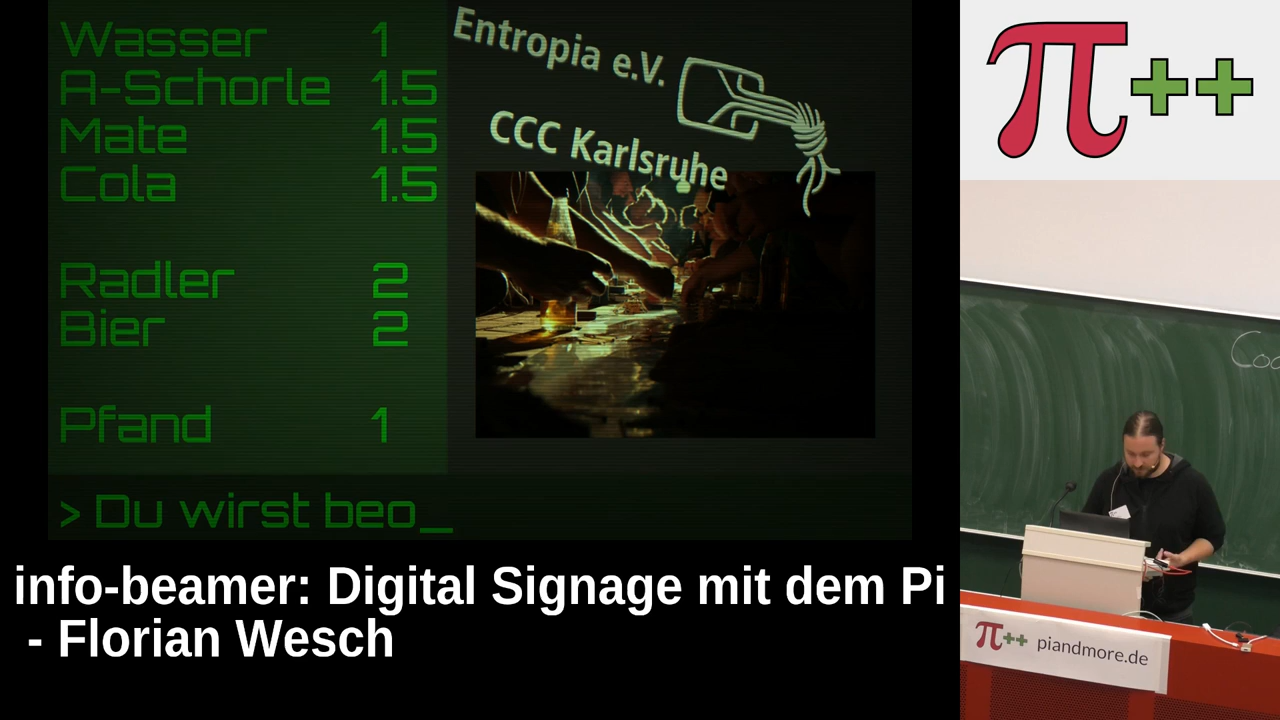 Wasser 1
A-Schorle 1.5
Mate 1.5
Cola 1.5
Radler 2
Bier 2
Pfand 1
> Du wirst beo_
Entropia e.V.
CCC Karlsruhe
info-beamer: Digital Signage mit dem Pi
- Florian Wesch
π++
Coo
π++ piandmore.de